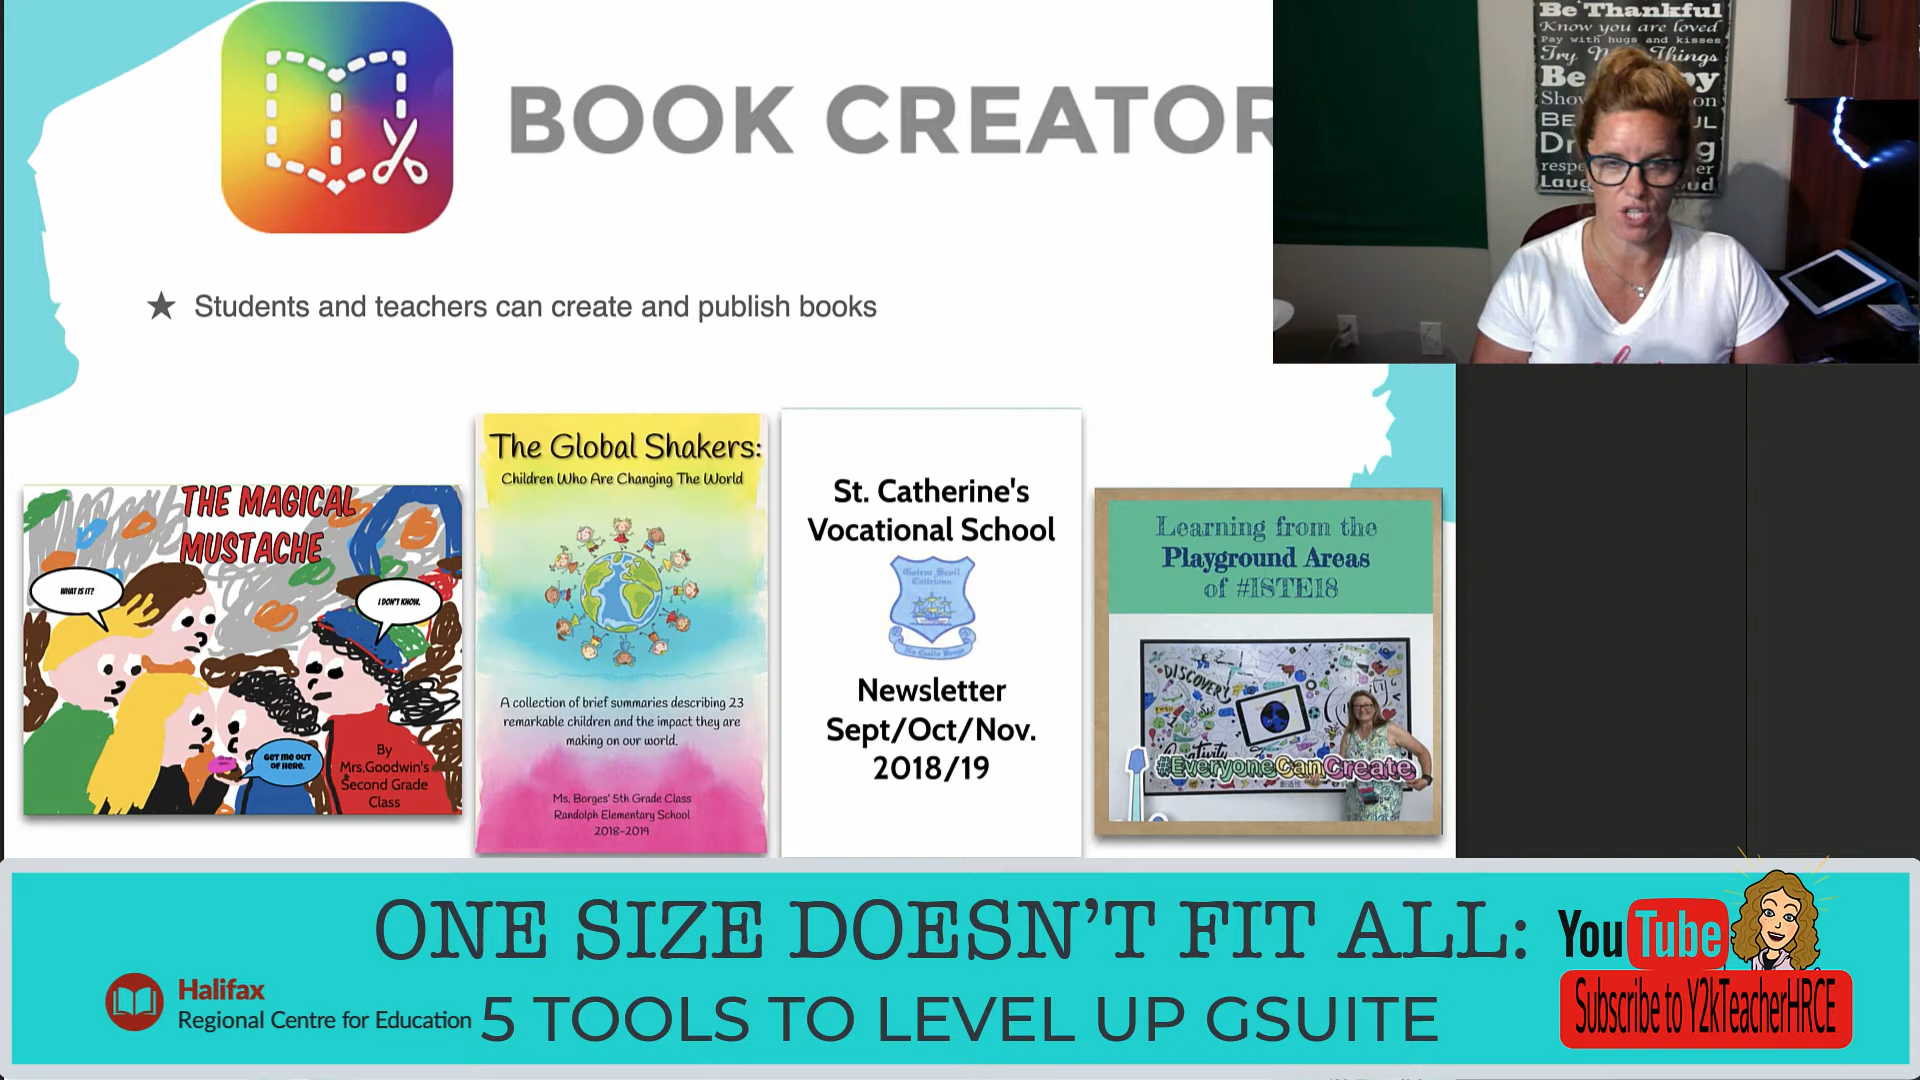 BOOK CREATOR
Be Thankful
Know you are loved
Pay with hugs and kisses
Try Things
Be
★ Students and teachers can create and publish books
THE MAGICAL
MUSTACHE
WHAT IS IT?
I DON'T KNOW.
GET ME OUT
OF HERE.
By
Mrs.Goodwin's
Second Grade
Class
The Global Shakers:
Children Who Are Changing The World
A collection of brief summaries describing 23
remarkable children and the impact they are
making on our world.
Ms. Borges' 5th Grade Class
Randolph Elementary School
2018-2019
St. Catherine's
Vocational School
Newsletter
Sept/Oct/Nov.
2018/19
Learning from the
Playground Areas
of #ISTE18
DISCOVER
Creativity
#EveryoneCanCreate
ONE SIZE DOESN'T FIT ALL:
5 TOOLS TO LEVEL UP GSUITE
Halifax
Regional Centre for Education
YouTube
Subscribe to Y2kTeacherHRCE